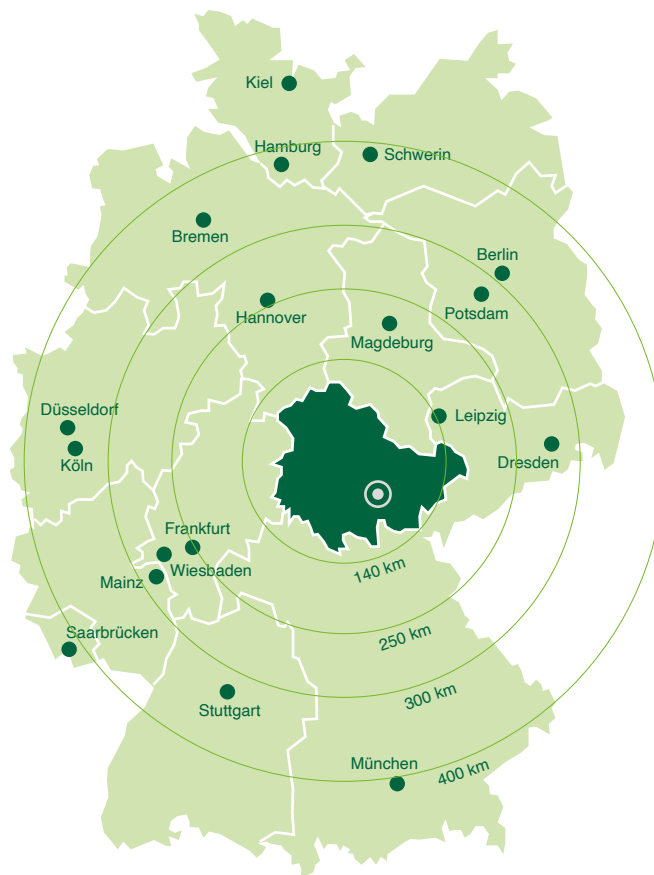 Kiel
Hamburg
Schwerin
Bremen
Berlin
Hannover
Potsdam
Magdeburg
Düsseldorf
Leipzig
Köln
Dresden
Frankfurt
Wiesbaden
Mainz
140 km
Saarbrücken
250 km
300 km
Stuttgart
München
400 km